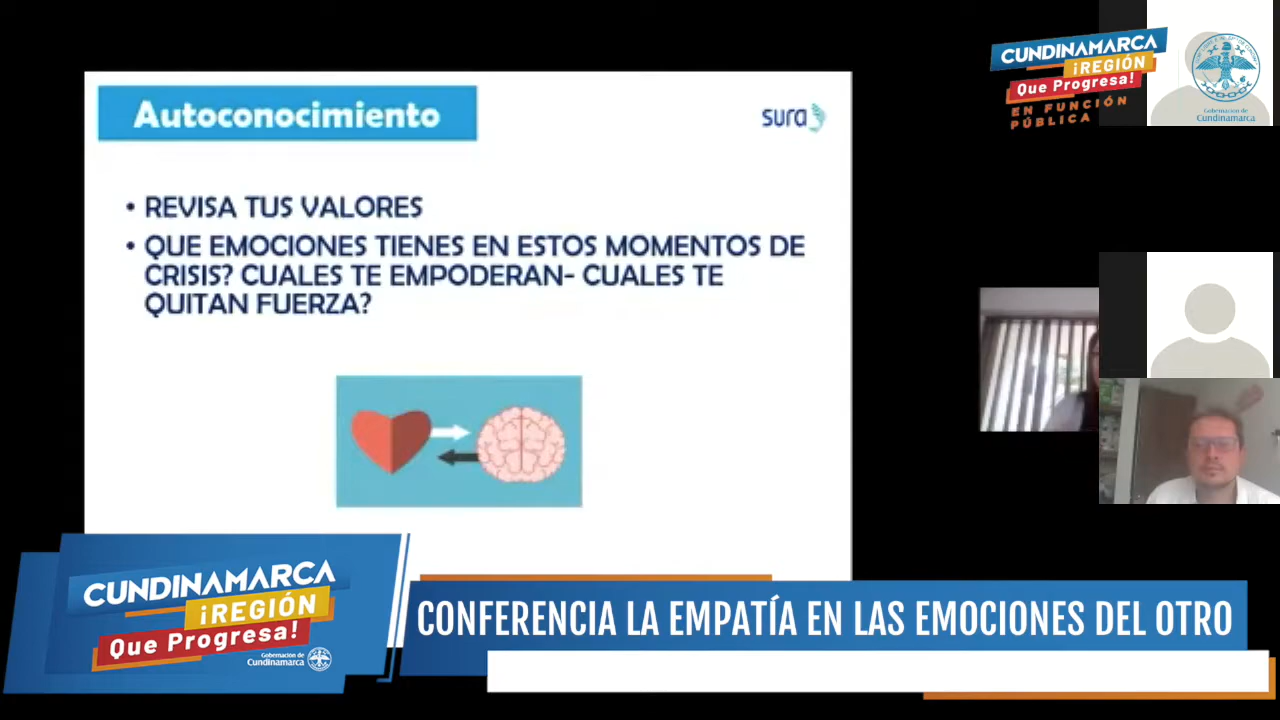 Autoconocimiento
sura
• REVISA TUS VALORES
• QUE EMOCIONES TIENES EN ESTOS MOMENTOS DE
CRISIS? CUALES TE EMPODERAN- CUALES TE
QUITAN FUERZA?
CUNDINAMARCA
¡REGIÓN
Que Progresa!
EN FUNCIÓN
PÚBLICA
Gobernación de
Cundinamarca
CUNDINAMARCA
¡REGIÓN
Que Progresa!
Gobernación de
Cundinamarca
CONFERENCIA LA EMPATÍA EN LAS EMOCIONES DEL OTRO